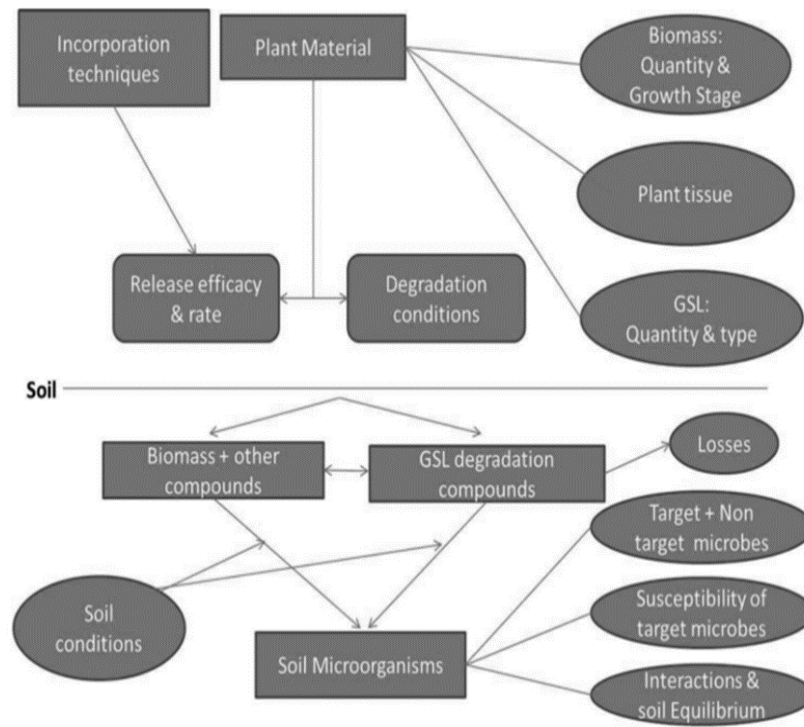 Incorporation
techniques
Plant Material
Biomass:
Quantity &
Growth Stage
Plant tissue
Release efficacy
& rate
Degradation
conditions
GSL:
Quantity & type
Soil
Biomass + other
compounds
GSL degradation
compounds
Losses
Target + Non
target microbes
Soil
conditions
Susceptibility of
target microbes
Soil Microorganisms
Interactions &
soil Equilibrium